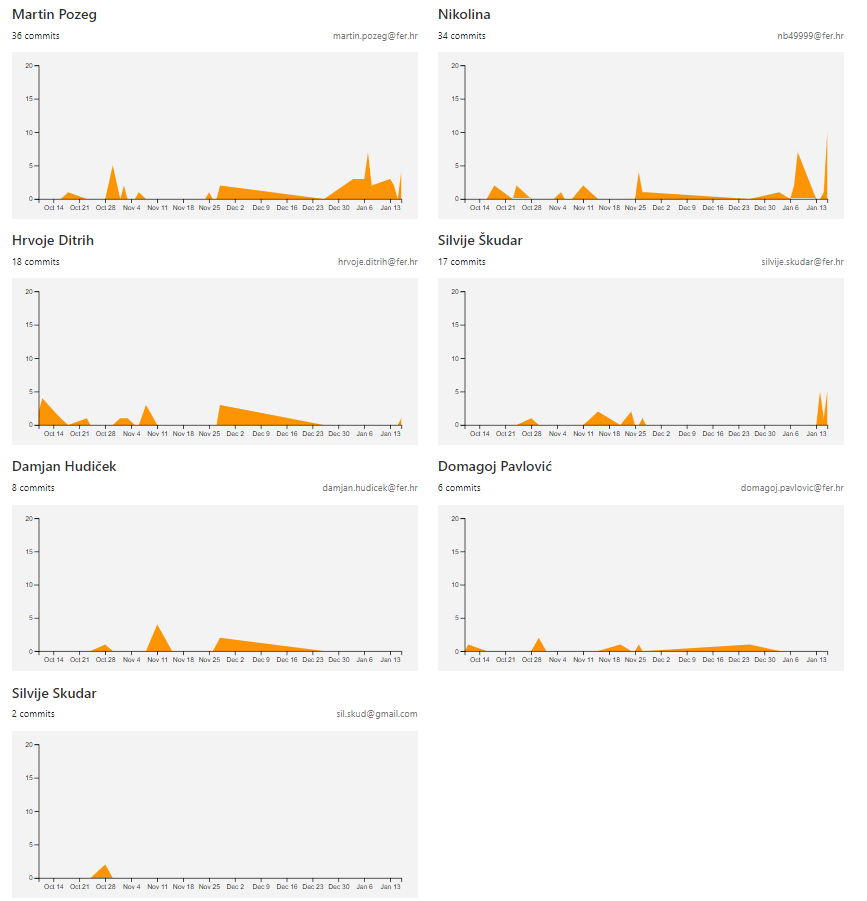 Martin Pozeg
36 commits martin.pozeg@fer.hr
20
15
10
5
0
Oct 14 Oct 21 Oct 28 Nov 4 Nov 11 Nov 18 Nov 25 Dec 2 Dec 9 Dec 16 Dec 23 Dec 30 Jan 6 Jan 13
Nikolina
34 commits nb49999@fer.hr
20
15
10
5
0
Oct 14 Oct 21 Oct 28 Nov 4 Nov 11 Nov 18 Nov 25 Dec 2 Dec 9 Dec 16 Dec 23 Dec 30 Jan 6 Jan 13
Hrvoje Ditrih
18 commits hrvoje.ditrih@fer.hr
20
15
10
5
0
Oct 14 Oct 21 Oct 28 Nov 4 Nov 11 Nov 18 Nov 25 Dec 2 Dec 9 Dec 16 Dec 23 Dec 30 Jan 6 Jan 13
Silvije Škudar
17 commits silvije.skudar@fer.hr
20
15
10
5
0
Oct 14 Oct 21 Oct 28 Nov 4 Nov 11 Nov 18 Nov 25 Dec 2 Dec 9 Dec 16 Dec 23 Dec 30 Jan 6 Jan 13
Damjan Hudiček
8 commits damjan.hudicek@fer.hr
20
15
10
5
0
Oct 14 Oct 21 Oct 28 Nov 4 Nov 11 Nov 18 Nov 25 Dec 2 Dec 9 Dec 16 Dec 23 Dec 30 Jan 6 Jan 13
Domagoj Pavlović
6 commits domagoj.pavlovic@fer.hr
20
15
10
5
0
Oct 14 Oct 21 Oct 28 Nov 4 Nov 11 Nov 18 Nov 25 Dec 2 Dec 9 Dec 16 Dec 23 Dec 30 Jan 6 Jan 13
Silvije Skudar
2 commits sil.skud@gmail.com
20
15
10
5
0
Oct 14 Oct 21 Oct 28 Nov 4 Nov 11 Nov 18 Nov 25 Dec 2 Dec 9 Dec 16 Dec 23 Dec 30 Jan 6 Jan 13